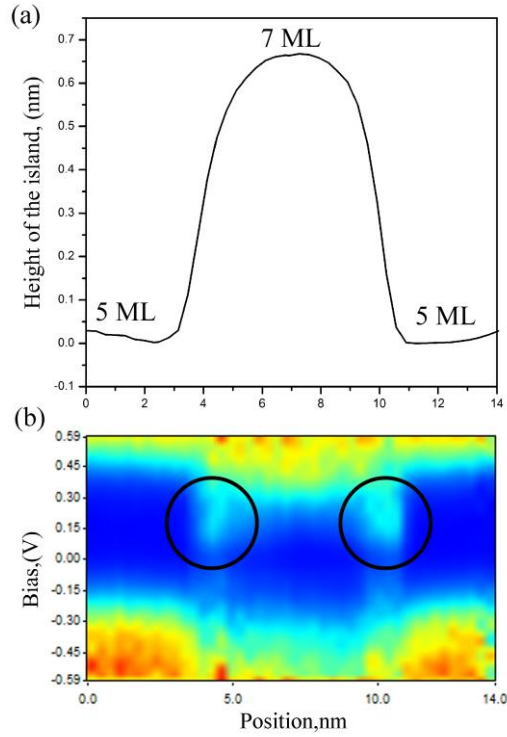 (a)
7 ML
5 ML
5 ML
Height of the island, (nm)
0.7
0.6
0.5
0.4
0.3
0.2
0.1
0.0
-0.1
0 2 4 6 8 10 12 14
(b)
Bias,(V)
0.59
0.45
0.30
0.15
0.00
-0.15
-0.30
-0.45
-0.59
0.0 5.0 10.0 14.0
Position,nm